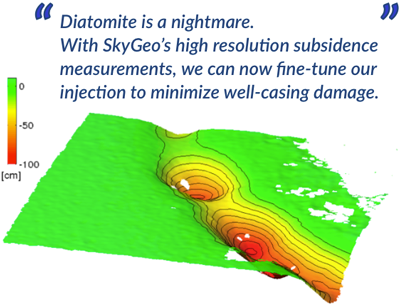 “ Diatomite is a nightmare. ”
With SkyGeo’s high resolution subsidence
measurements, we can now fine-tune our
injection to minimize well-casing damage.
0
-50
-100
[cm]